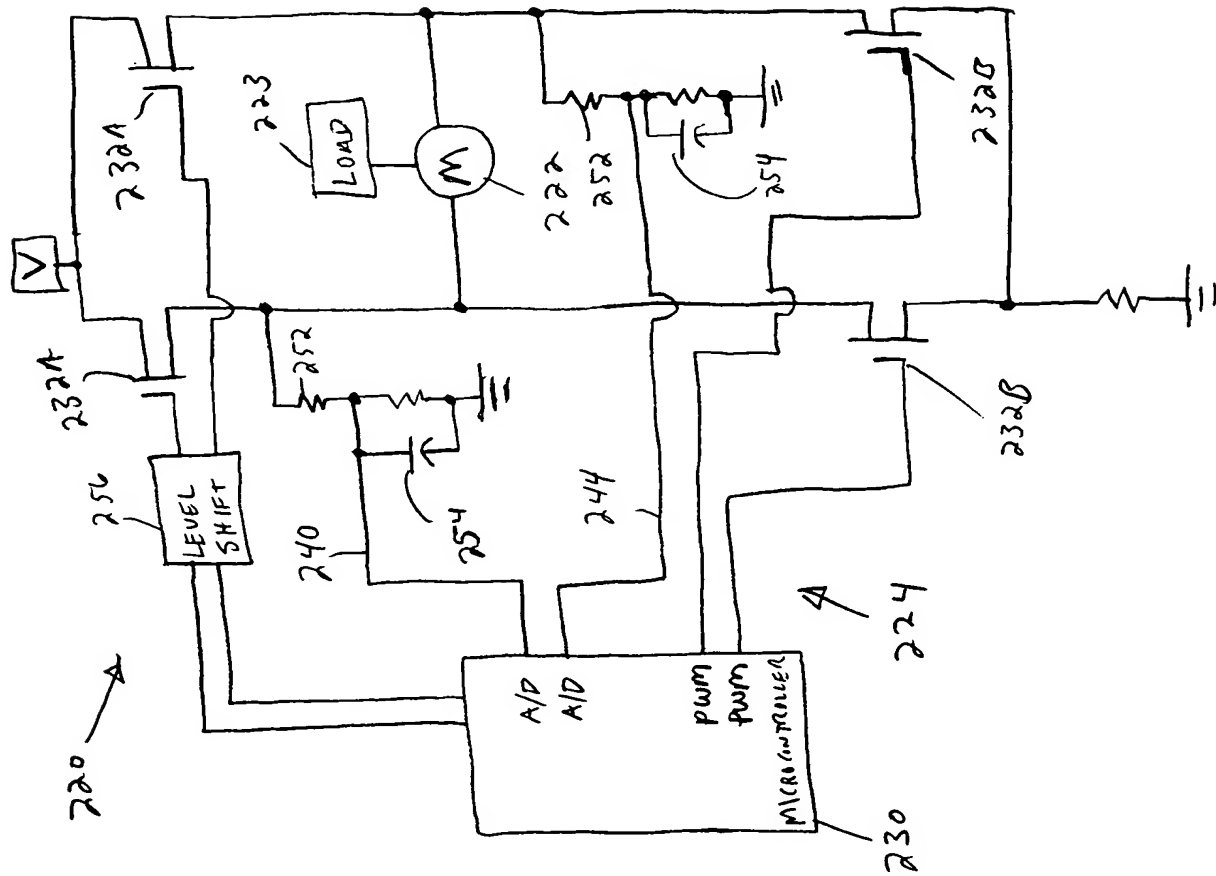 V
232A
220
256
232A
LEVEL
SHIFT
223
252
240
LOAD
254
M
A/D
A/D
222
252
244
PWM
PWM
254
MICROCONTROLLER
230
224
232B
232B